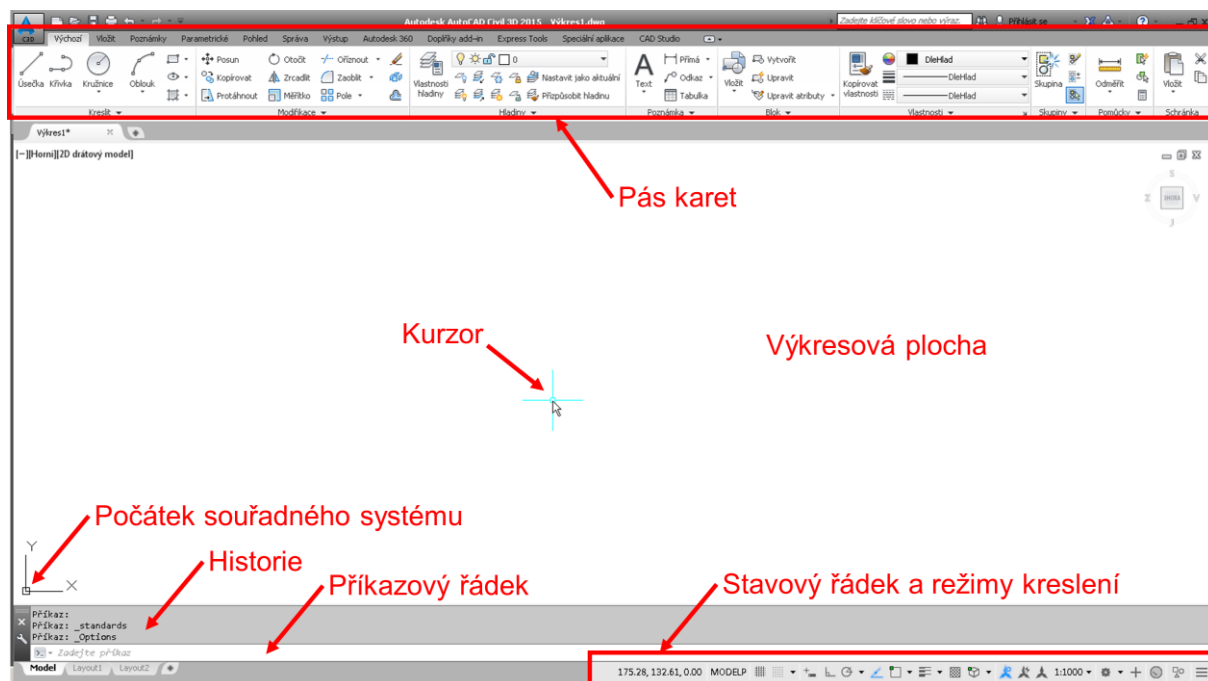 Autodesk AutoCAD Civil 3D 2015 Výkres1.dwg
Zadejte klíčové slovo nebo výraz.
Přihlásit se
C3D
Výchozí Vložit Poznámky Parametrické Pohled Správa Výstup Autodesk 360 Doplňky add-in Express Tools Speciální aplikace CAD Studio
Úsečka Křivka Kružnice Oblouk
Posun Otočit Oříznout
Kopírovat Zrcadlit Zaoblit
Protáhnout Měřítko Pole
Vlastnosti hladiny
0
Nastavit jako aktuální
Přizpůsobit hladinu
Text
Přímá
Odkaz
Tabulka
Vložit
Vytvořit
Upravit
Upravit atributy
Kopírovat vlastnosti
DleHlad
DleHlad
DleHlad
Skupina
Odměřit
Vložit
Kreslit Modifikace Hladiny Poznámka Blok Vlastnosti Skupiny Pomůcky Schránka
Výkres1*
[−][Horní][2D drátový model]
S
Z V
J
Pás karet
Kurzor
Výkresová plocha
Počátek souřadného systému
Y
X
Historie
Příkazový řádek
Stavový řádek a režimy kreslení
Příkaz:
Příkaz: _standards
Příkaz: _Options
Zadejte příkaz
Model Layout1 Layout2
175.28, 132.61, 0.00 MODELP 1:1000